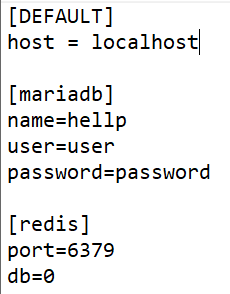 [DEFAULT]
host = localhost
[mariadb]
name=hellp
user=user
password=password
[redis]
port=6379
db=0